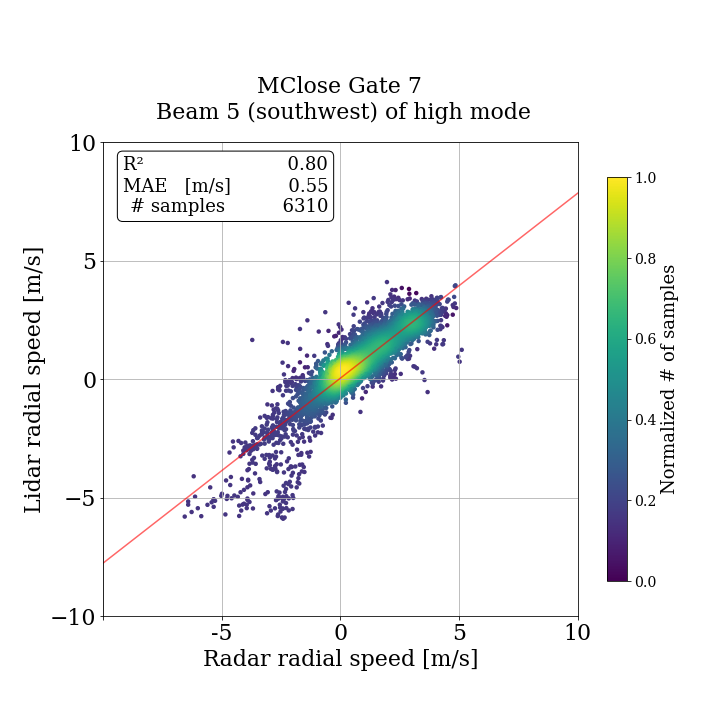 MClose Gate 7
Beam 5 (southwest) of high mode
R² 0.80
MAE [m/s] 0.55
# samples 6310
10
5
0
−5
−10
-5
0
5
10
Radar radial speed [m/s]
Lidar radial speed [m/s]
1.0
0.8
0.6
0.4
0.2
0.0
Normalized # of samples